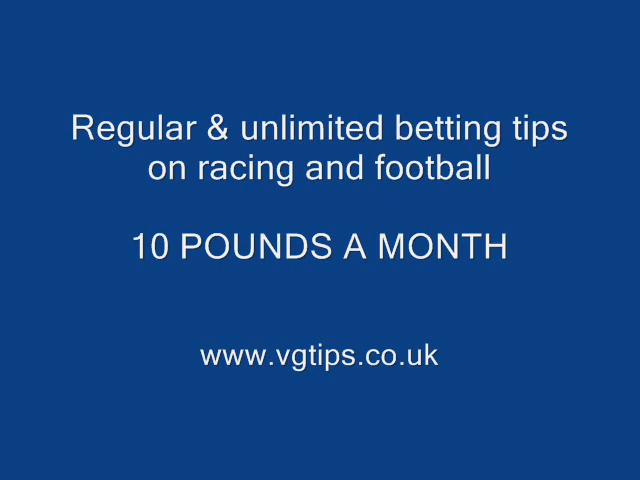 Regular & unlimited betting tips
on racing and football
10 POUNDS A MONTH
www.vgtips.co.uk